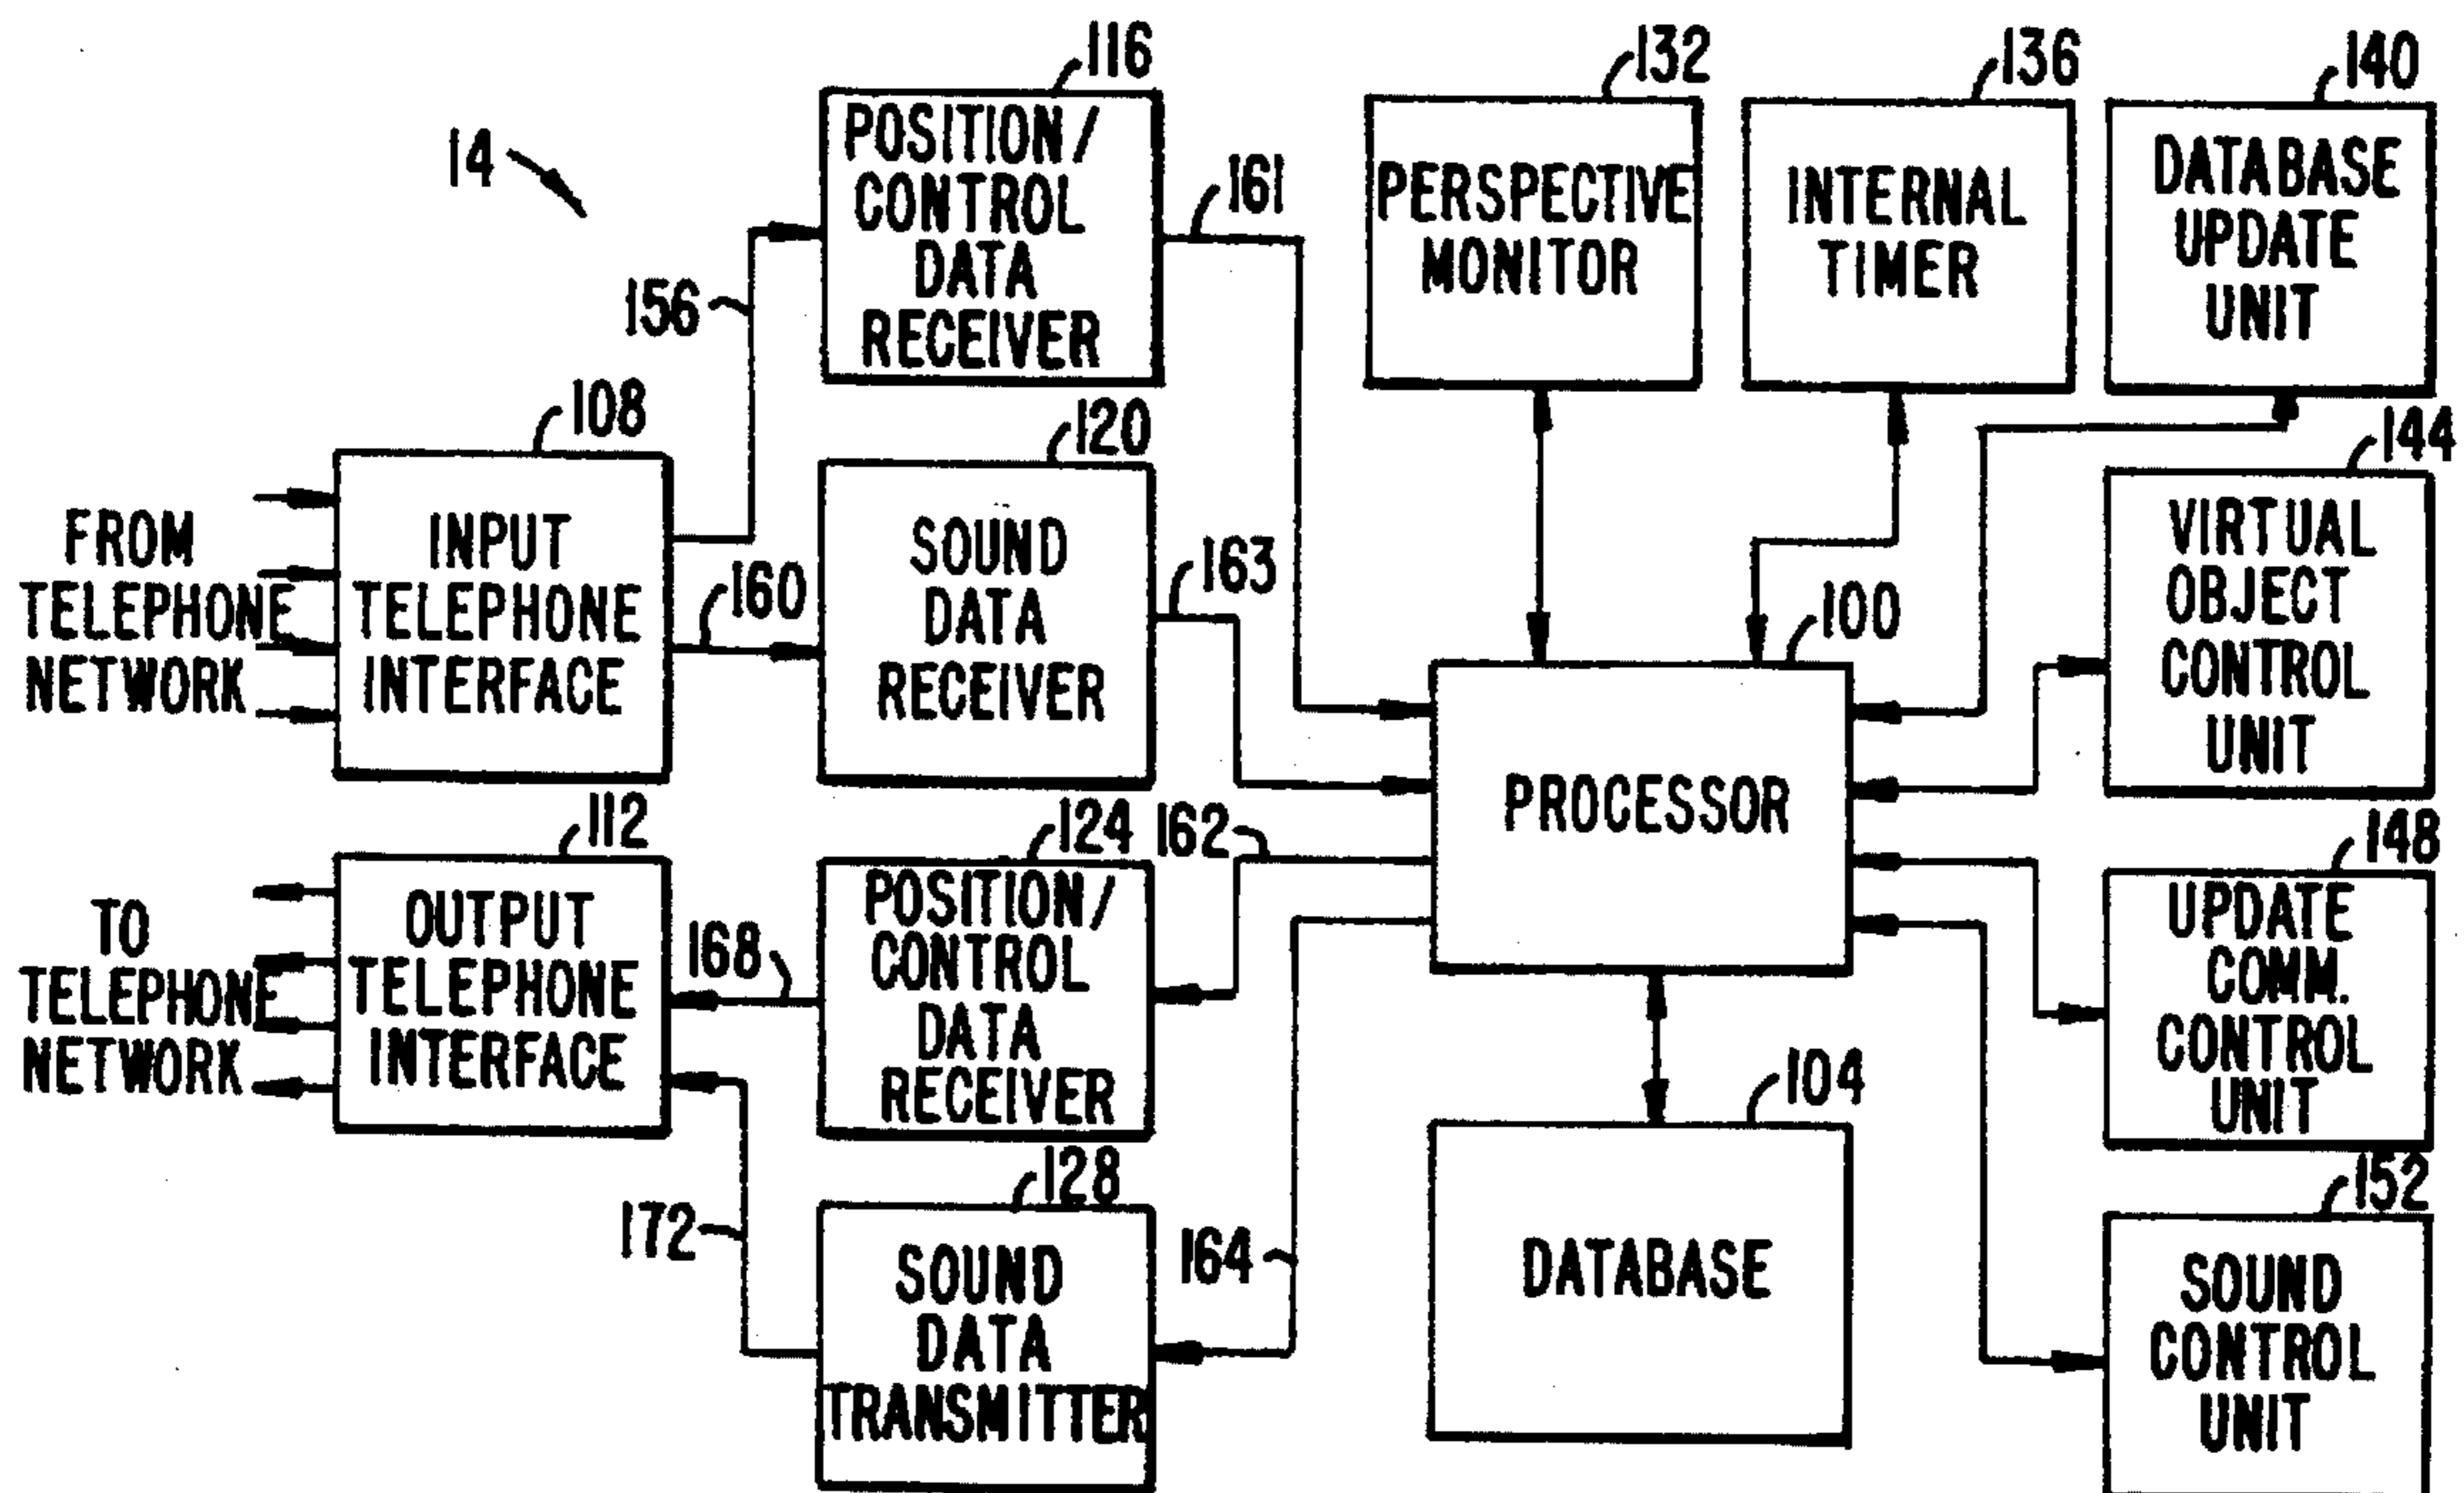 14
116
POSITION/
CONTROL
DATA
RECEIVER
161
156
132
PERSPECTIVE
MONITOR
136
INTERNAL
TIMER
140
DATABASE
UPDATE
UNIT
108
FROM
TELEPHONE
NETWORK
INPUT
TELEPHONE
INTERFACE
160
120
SOUND
DATA
RECEIVER
163
100
PROCESSOR
144
VIRTUAL
OBJECT
CONTROL
UNIT
112
TO
TELEPHONE
NETWORK
OUTPUT
TELEPHONE
INTERFACE
168
124
POSITION/
CONTROL
DATA
RECEIVER
162
148
UPDATE
COMM.
CONTROL
UNIT
172
128
SOUND
DATA
TRANSMITTER
164
104
DATABASE
152
SOUND
CONTROL
UNIT